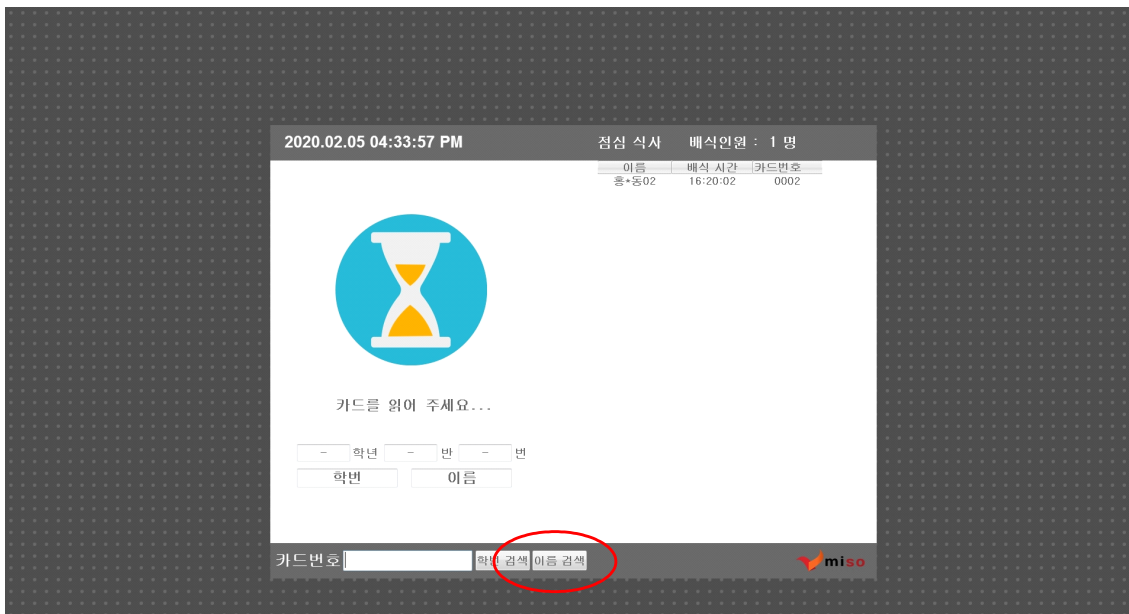 2020.02.05 04:33:57 PM 점심 식사 배식인원 : 1 명
이름 배식 시간 카드번호
홍*동02 16:20:02 0002
카드를 읽어 주세요...
- 학년 - 반 - 번
학번 이름
카드번호 학번 검색 이름 검색 miso